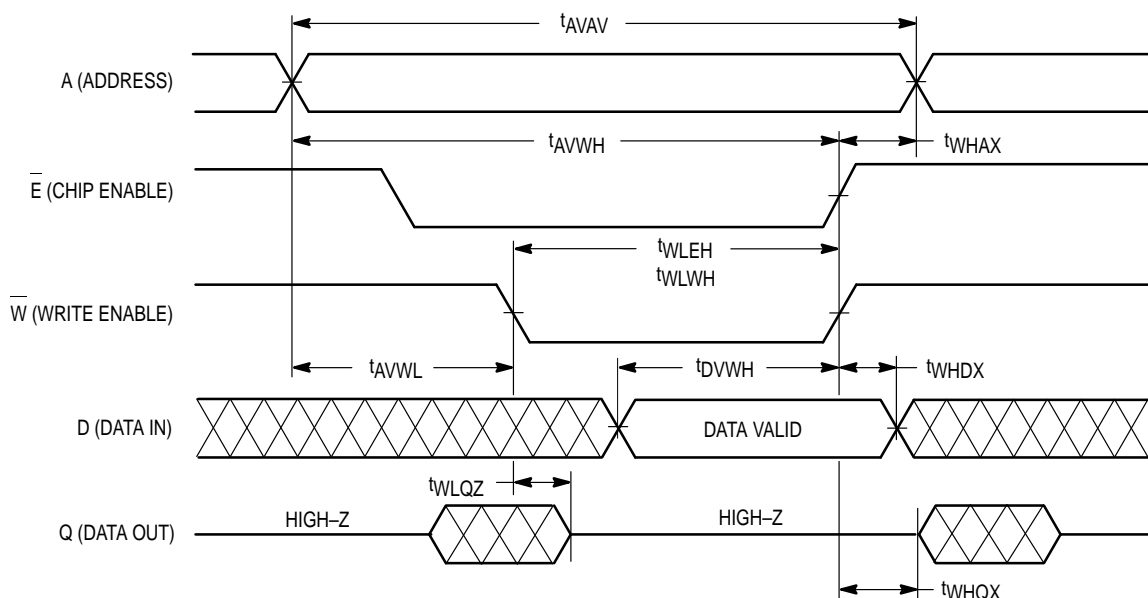 tAVAV
A (ADDRESS)
tAVWH
tWHAX
E (CHIP ENABLE)
tWLEH
tWLWH
W (WRITE ENABLE)
tAVWL
tDVWH
tWHDX
D (DATA IN)
DATA VALID
tWLQZ
Q (DATA OUT)
HIGH–Z
HIGH–Z
tWHQX